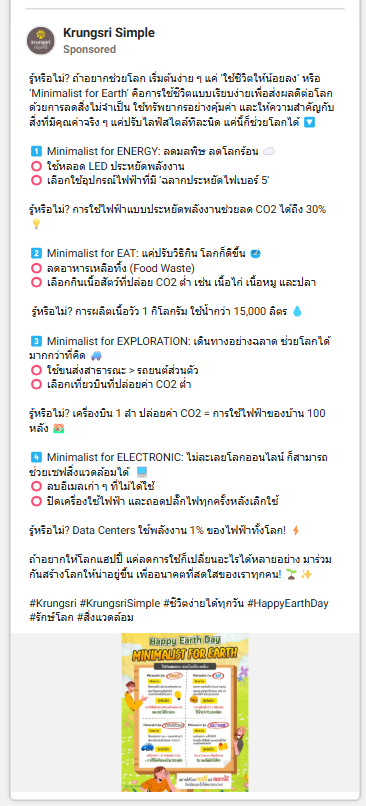 Krungsri Simple
Sponsored
รู้หรือไม่? ถ้าอยากช่วยโลก เริ่มต้นง่าย ๆ แค่ 'ใช้ชีวิตให้น้อยลง' หรือ
'Minimalist for Earth' คือการใช้ชีวิตแบบเรียบง่ายเพื่อส่งผลดีต่อโลก
ด้วยการลดสิ่งไม่จำเป็น ใช้ทรัพยากรอย่างคุ้มค่า และให้ความสำคัญกับ
สิ่งที่มีคุณค่าจริง ๆ แค่ปรับไลฟ์สไตล์ทีละนิด แค่นี้ก็ช่วยโลกได้ 🔽
1️⃣ Minimalist for ENERGY: ลดมลพิษ ลดโลกร้อน ☁️
⭕ ใช้หลอด LED ประหยัดพลังงาน
⭕ เลือกใช้อุปกรณ์ไฟฟ้าที่มี 'ฉลากประหยัดไฟเบอร์ 5'
รู้หรือไม่? การใช้ไฟฟ้าแบบประหยัดพลังงานช่วยลด CO2 ได้ถึง 30%
💡
2️⃣ Minimalist for EAT: แค่ปรับวิธีกิน โลกก็ดีขึ้น 🥣
⭕ ลดอาหารเหลือทิ้ง (Food Waste)
⭕ เลือกกินเนื้อสัตว์ที่ปล่อย CO2 ต่ำ เช่น เนื้อไก่ เนื้อหมู และปลา
รู้หรือไม่? การผลิตเนื้อวัว 1 กิโลกรัม ใช้น้ำกว่า 15,000 ลิตร 💧
3️⃣ Minimalist for EXPLORATION: เดินทางอย่างฉลาด ช่วยโลกได้
มากกว่าที่คิด 🚙
⭕ ใช้ขนส่งสาธารณะ > รถยนต์ส่วนตัว
⭕ เลือกเที่ยวบินที่ปล่อยค่า CO2 ต่ำ
รู้หรือไม่? เครื่องบิน 1 ลำ ปล่อยค่า CO2 = การใช้ไฟฟ้าของบ้าน 100
หลัง 🏘️
4️⃣ Minimalist for ELECTRONIC: ไม่ละเลยโลกออนไลน์ ก็สามารถ
ช่วยเซฟสิ่งแวดล้อมได้ 💻
⭕ ลบอีเมลเก่า ๆ ที่ไม่ได้ใช้
⭕ ปิดเครื่องใช้ไฟฟ้า และถอดปลั๊กไฟทุกครั้งหลังเลิกใช้
รู้หรือไม่? Data Centers ใช้พลังงาน 1% ของไฟฟ้าทั้งโลก! ⚡
ถ้าอยากให้โลกแฮปปี้ แค่ลดการใช้ก็เปลี่ยนอะไรได้หลายอย่าง มาร่วม
กันสร้างโลกให้น่าอยู่ขึ้น เพื่ออนาคตที่สดใสของเราทุกคน! 🌱✨
#Krungsri #KrungsriSimple #ชีวิตง่ายได้ทุกวัน #HappyEarthDay
#รักษ์โลก #สิ่งแวดล้อม
Happy Earth Day
MINIMALIST FOR EARTH